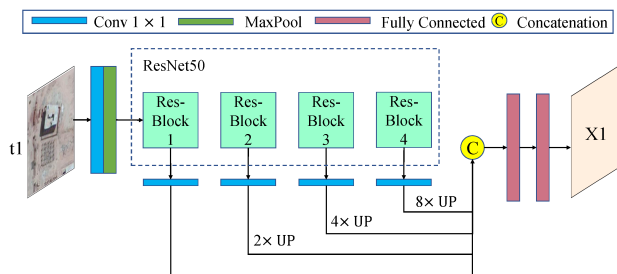 Conv 1 × 1
MaxPool
Fully Connected
C
Concatenation
ResNet50
t1
Res-
Block
1
Res-
Block
2
Res-
Block
3
Res-
Block
4
C
X1
8× UP
4× UP
2× UP